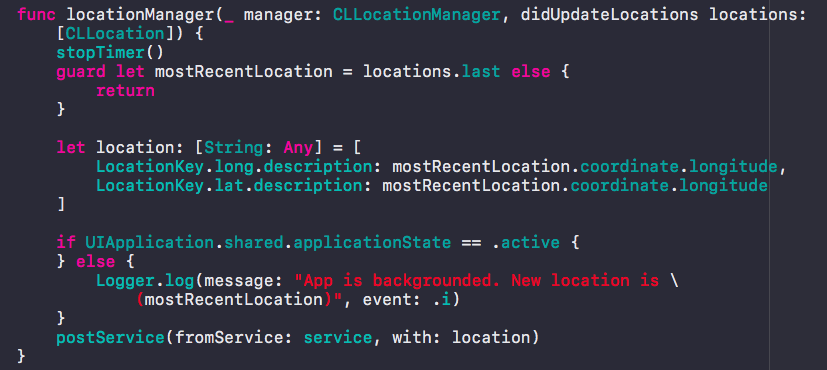 func locationManager(_ manager: CLLocationManager, didUpdateLocations locations:
[CLLocation]) {
stopTimer()
guard let mostRecentLocation = locations.last else {
return
}
let location: [String: Any] = [
LocationKey.long.description: mostRecentLocation.coordinate.longitude,
LocationKey.lat.description: mostRecentLocation.coordinate.longitude
]
if UIApplication.shared.applicationState == .active {
} else {
Logger.log(message: "App is backgrounded. New location is \
(mostRecentLocation)", event: .i)
}
postService(fromService: service, with: location)
}